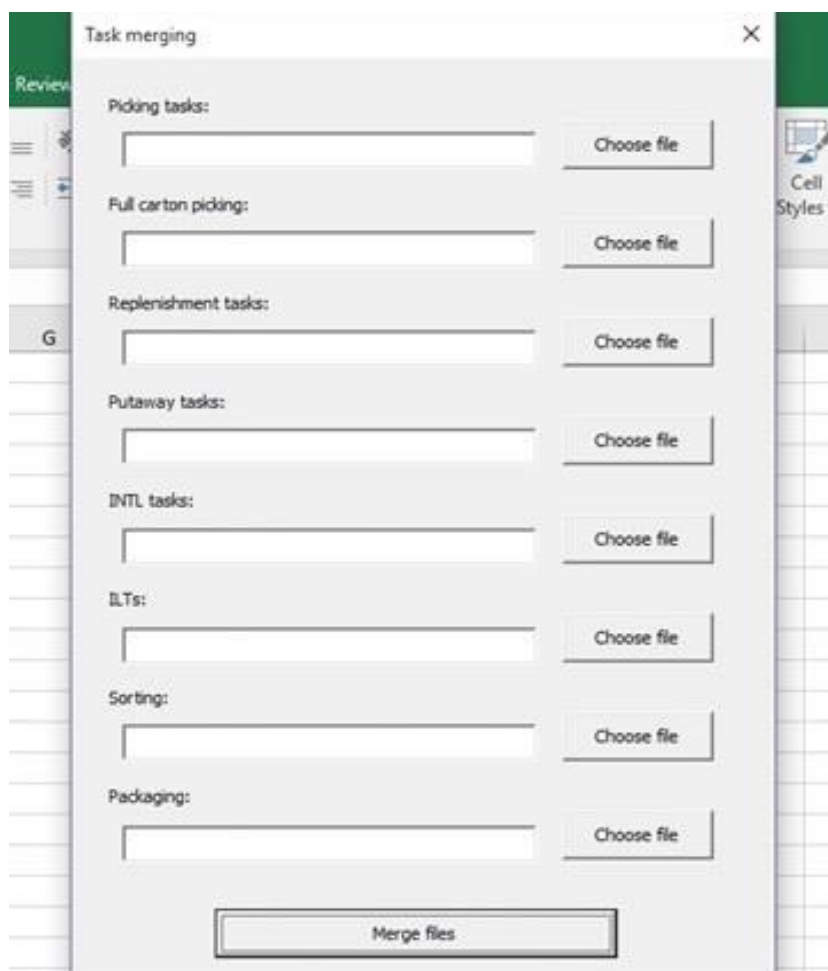 Task merging
Review
Picking tasks:
Choose file
Full carton picking:
Choose file
Cell
Styles
Replenishment tasks:
Choose file
G
Putaway tasks:
Choose file
INTL tasks:
Choose file
ILTs:
Choose file
Sorting:
Choose file
Packaging:
Choose file
Merge files